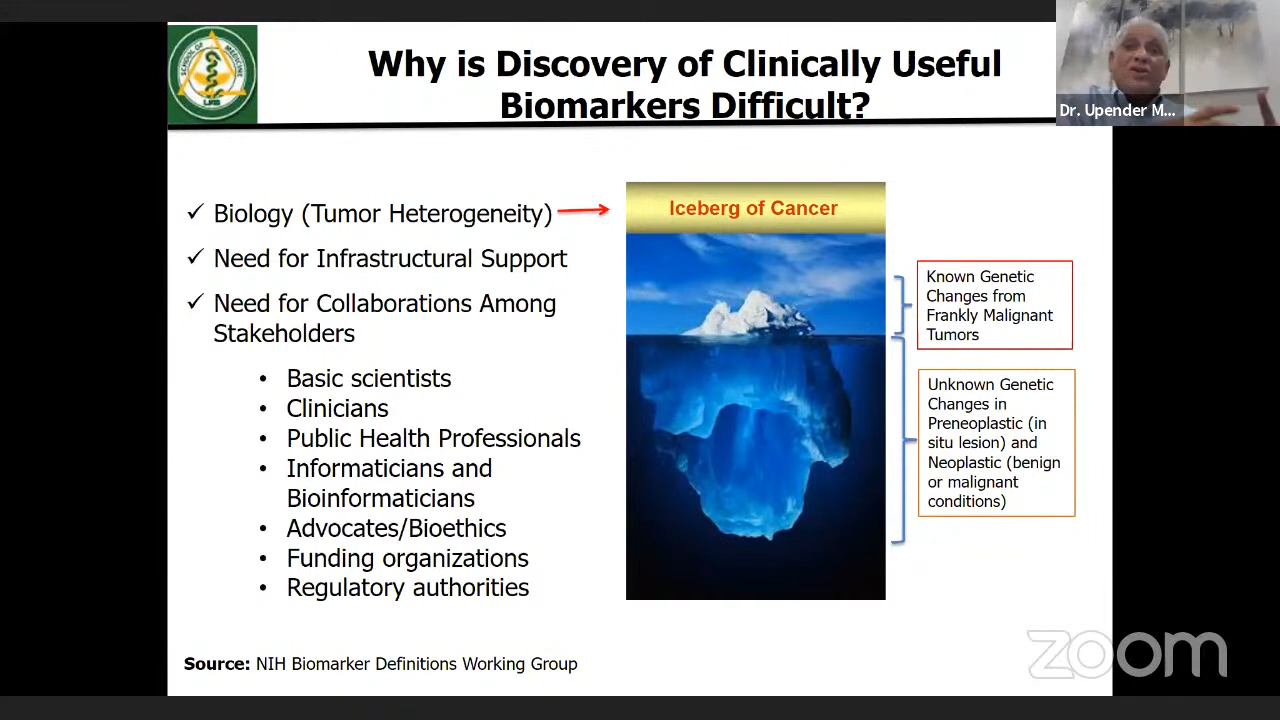 SCHOOL OF MEDICINE
Why is Discovery of Clinically Useful
Biomarkers Difficult?
Dr. Upender M...
✓ Biology (Tumor Heterogeneity)
✓ Need for Infrastructural Support
✓ Need for Collaborations Among
Stakeholders
• Basic scientists
• Clinicians
• Public Health Professionals
• Informaticians and
Bioinformaticians
• Advocates/Bioethics
• Funding organizations
• Regulatory authorities
Iceberg of Cancer
Known Genetic
Changes from
Frankly Malignant
Tumors
Unknown Genetic
Changes in
Preneoplastic (in
situ lesion) and
Neoplastic (benign
or malignant
conditions)
Source: NIH Biomarker Definitions Working Group
zoom